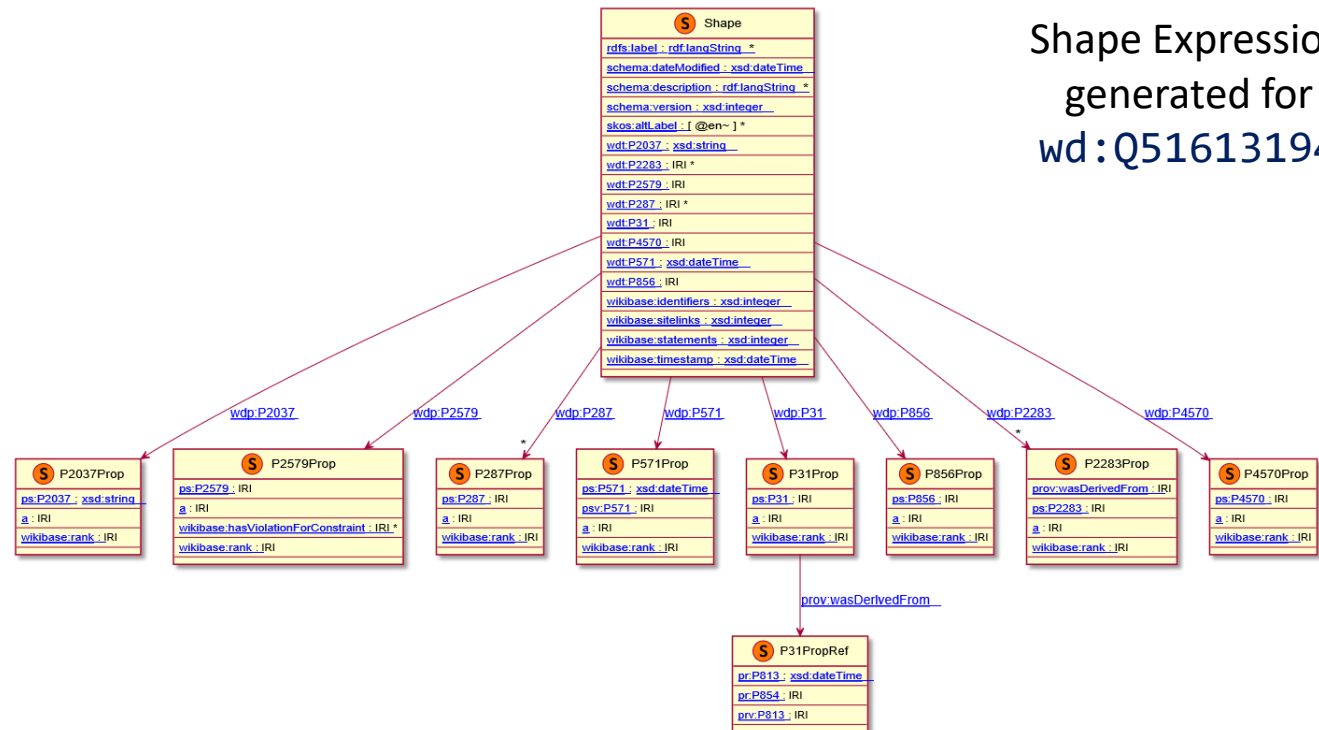 S Shape
rdfs:label : rdf:langString *
schema:dateModified : xsd:dateTime
schema:description : rdf:langString *
schema:version : xsd:integer
skos:altLabel : [ @en~ ] *
wdt:P2037 : xsd:string
wdt:P2283 : IRI *
wdt:P2579 : IRI
wdt:P287 : IRI *
wdt:P31 : IRI
wdt:P4570 : IRI
wdt:P571 : xsd:dateTime
wdt:P856 : IRI
wikibase:identifiers : xsd:integer
wikibase:sitelinks : xsd:integer
wikibase:statements : xsd:integer
wikibase:timestamp : xsd:dateTime
Shape Expressio
generated for
wd:Q51613194
wdp:P2037 wdp:P2579 wdp:P287 wdp:P571 wdp:P31 wdp:P856 wdp:P2283 wdp:P4570
* *
S P2037Prop
ps:P2037 : xsd:string
a : IRI
wikibase:rank : IRI
S P2579Prop
ps:P2579 : IRI
a : IRI
wikibase:hasViolationForConstraint : IRI *
wikibase:rank : IRI
S P287Prop
ps:P287 : IRI
a : IRI
wikibase:rank : IRI
S P571Prop
ps:P571 : xsd:dateTime
psv:P571 : IRI
a : IRI
wikibase:rank : IRI
S P31Prop
ps:P31 : IRI
a : IRI
wikibase:rank : IRI
S P856Prop
ps:P856 : IRI
a : IRI
wikibase:rank : IRI
S P2283Prop
prov:wasDerivedFrom : IRI
ps:P2283 : IRI
a : IRI
wikibase:rank : IRI
S P4570Prop
ps:P4570 : IRI
a : IRI
wikibase:rank : IRI
prov:wasDerivedFrom
S P31PropRef
pr:P813 : xsd:dateTime
pr:P854 : IRI
prv:P813 : IRI